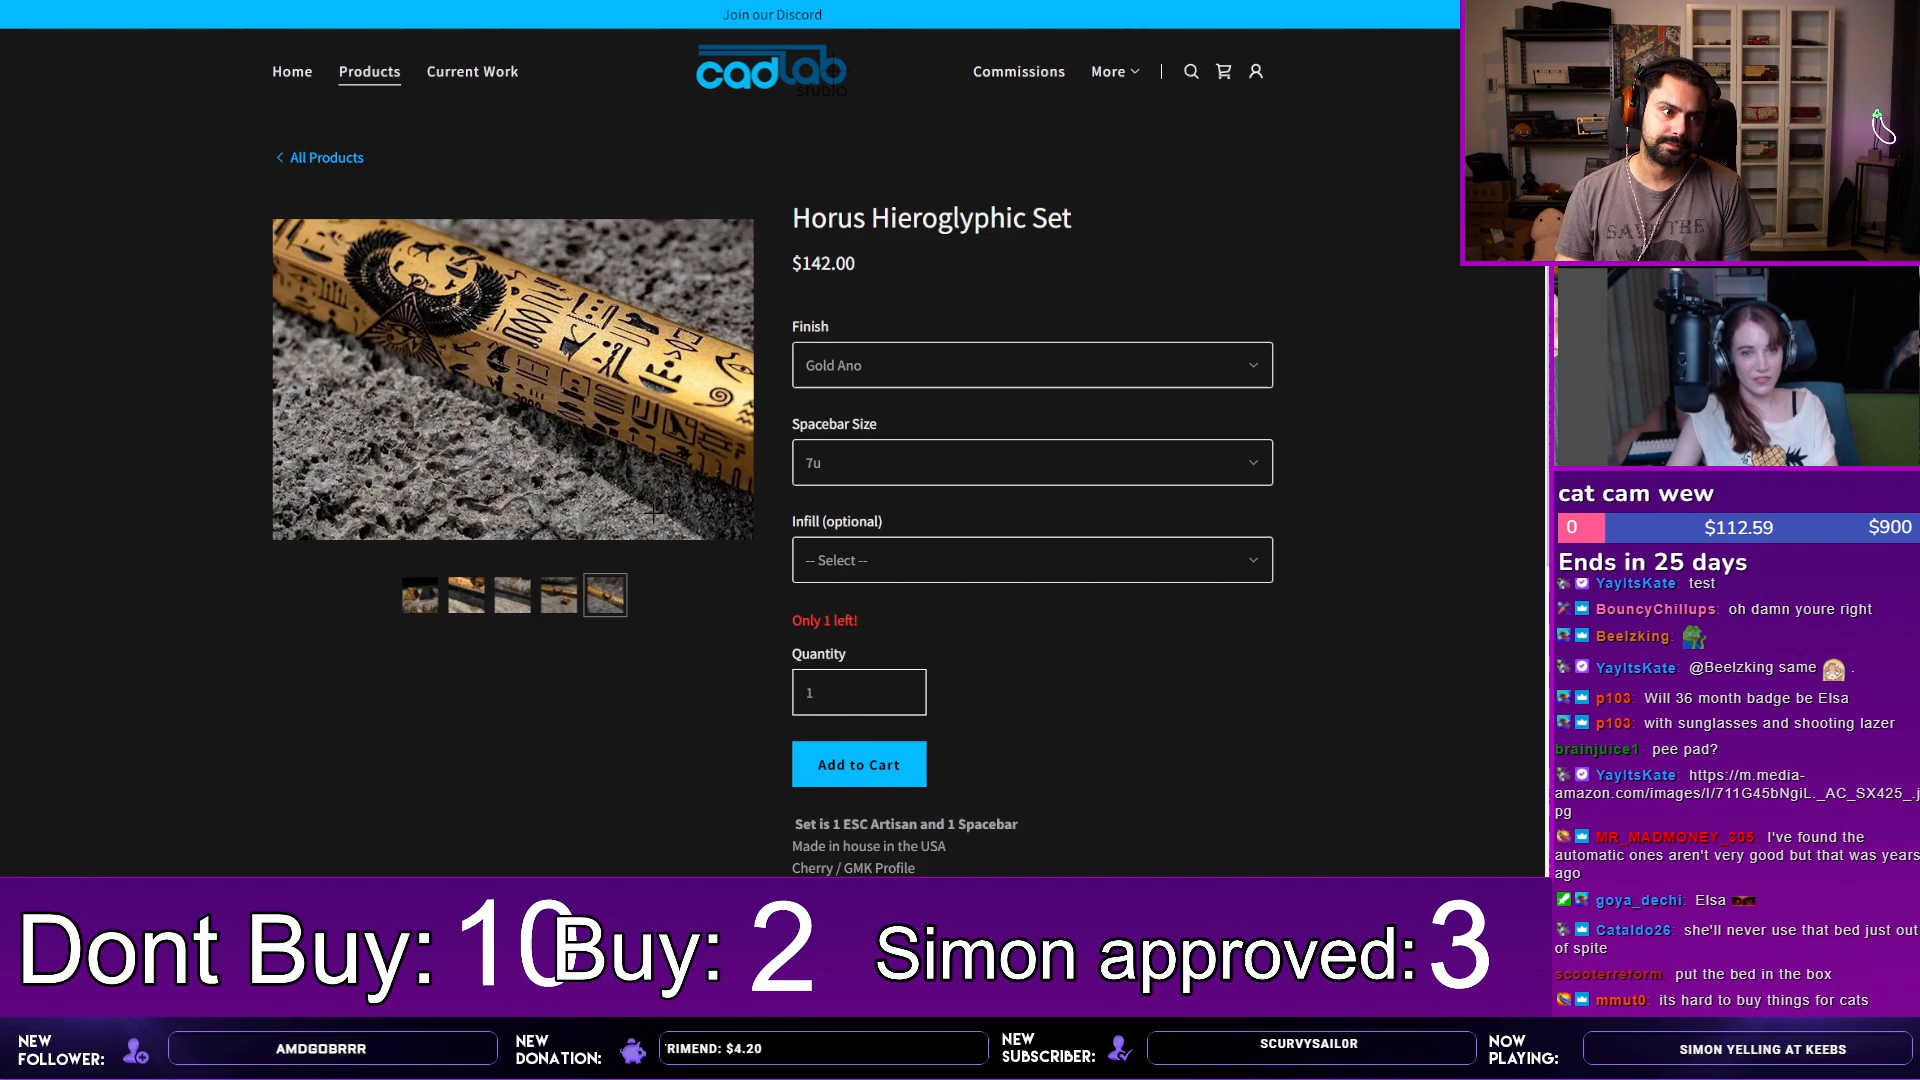 Join our Discord
Home
Products
Current Work
cadlab
STUDIO
Commissions
More
All Products
Horus Hieroglyphic Set
$142.00
Finish
Gold Ano
Spacebar Size
7u
Infill (optional)
-- Select --
Only 1 left!
Quantity
1
Add to Cart
Set is 1 ESC Artisan and 1 Spacebar
Made in house in the USA
Cherry / GMK Profile
SAVE THE
cat cam wew
0 $112.59 $900
Ends in 25 days
YayItsKate: test
BouncyChillups: oh damn youre right
Beelzking:
YayItsKate: @Beelzking same .
p103: Will 36 month badge be Elsa
p103: with sunglasses and shooting lazer
brainjuice1: pee pad?
YayItsKate: https://m.media-
amazon.com/images/I/711G45bNgiL._AC_SX425_.j
pg
MR_MADMONEY_305: I've found the
automatic ones aren't very good but that was years
ago
goya_dechi: Elsa
Cataldo26: she'll never use that bed just out
of spite
scooterreform: put the bed in the box
mmut0: its hard to buy things for cats
Dont Buy: 10
Buy: 2
Simon approved: 3
NEW
FOLLOWER:
AMDGOBRRR
NEW
DONATION:
RIMEND: $4.20
NEW
SUBSCRIBER:
SCURVYSAIL0R
NOW
PLAYING:
SIMON YELLING AT KEEBS